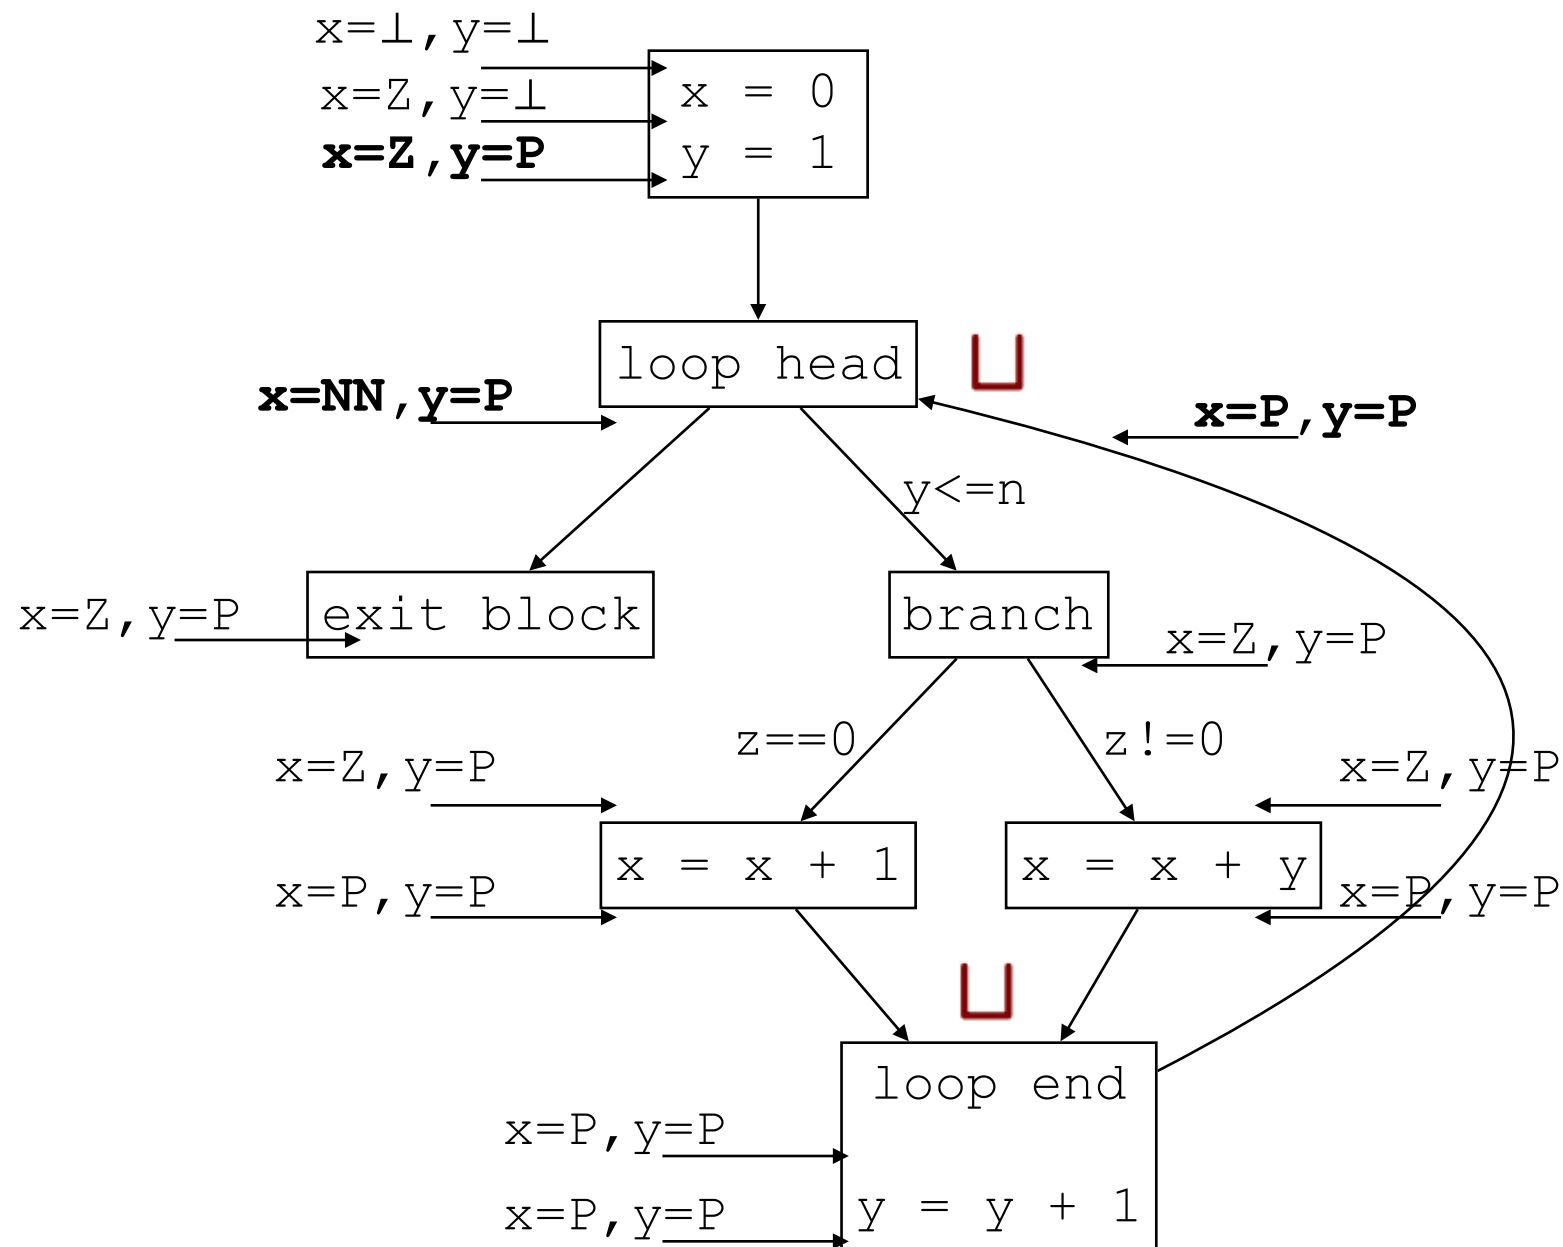 x=⊥,y=⊥
x=Z,y=⊥
x=Z,y=P
x = 0
y = 1
loop head
⊔
x=NN,y=P
x=P,y=P
y<=n
x=Z,y=P
exit block
branch
x=Z,y=P
z==0
z!=0
x=Z,y=P
x=Z,y=P
x = x + 1
x = x + y
x=P,y=P
x=P,y=P
⊔
loop end
x=P,y=P
y = y + 1
x=P,y=P